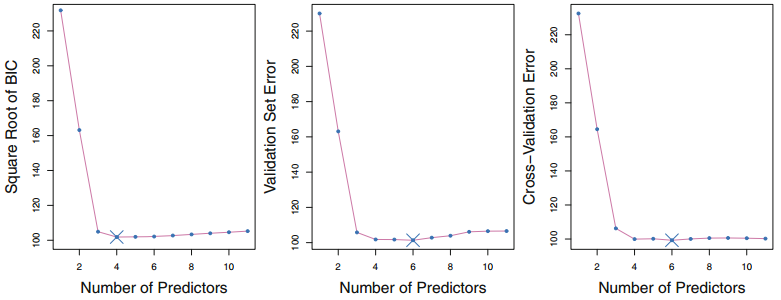 Square Root of BIC
220
200
180
160
140
120
100
2 4 6 8 10
Number of Predictors
Validation Set Error
220
200
180
160
140
120
100
2 4 6 8 10
Number of Predictors
Cross−Validation Error
220
200
180
160
140
120
100
2 4 6 8 10
Number of Predictors